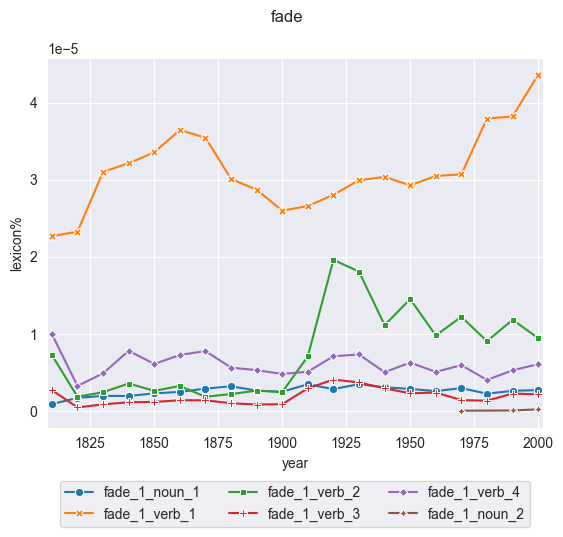 fade
1e−5
4
3
2
1
0
lexicon%
1825 1850 1875 1900 1925 1950 1975 2000
year
fade_1_noun_1 fade_1_verb_2 fade_1_verb_4
fade_1_verb_1 fade_1_verb_3 fade_1_noun_2